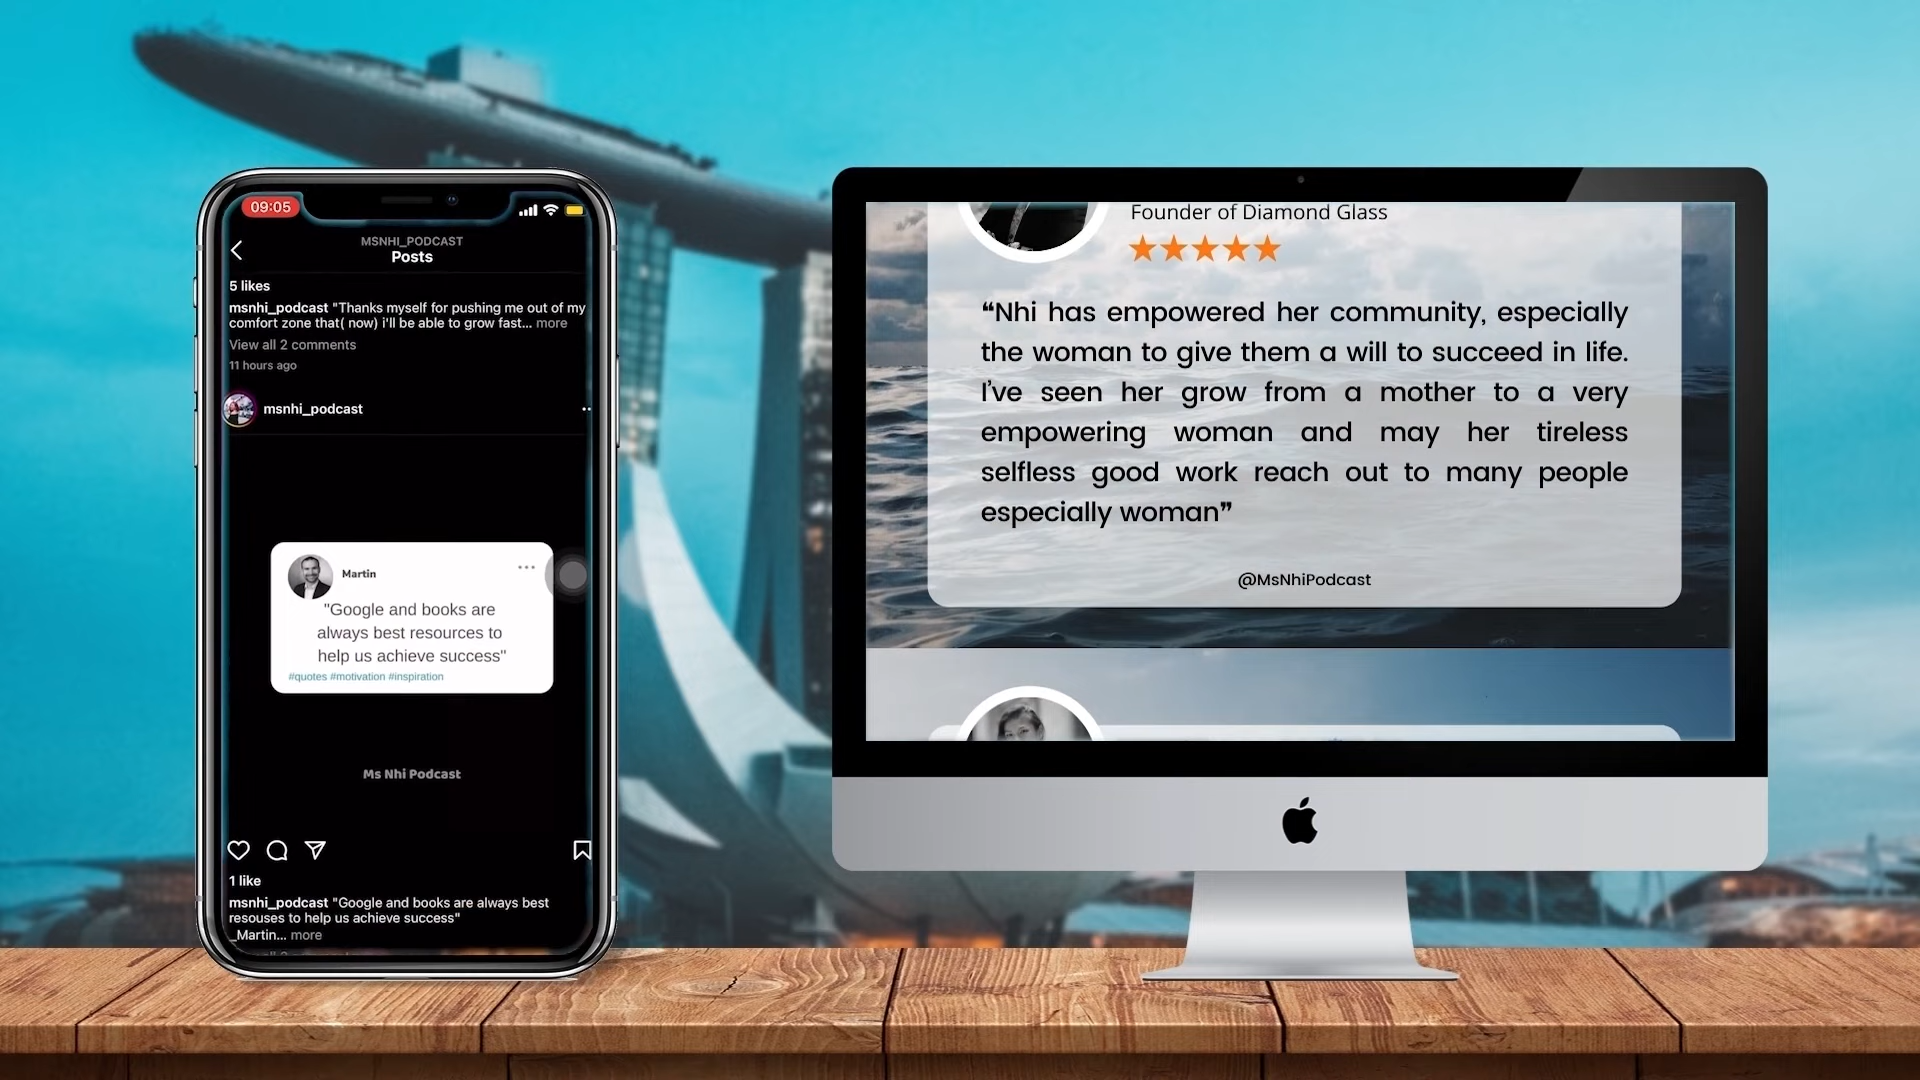 09:05
MSNHI_PODCAST
Posts
5 likes
msnhi_podcast "Thanks myself for pushing me out of my
comfort zone that( now) i'll be able to grow fast... more
View all 2 comments
11 hours ago
msnhi_podcast
Martin
"Google and books are
always best resources to
help us achieve success"
#quotes #motivation #inspiration
Ms Nhi Podcast
1 like
msnhi_podcast "Google and books are always best
resouses to help us achieve success"
_Martin... more
Founder of Diamond Glass
❝Nhi has empowered her community, especially
the woman to give them a will to succeed in life.
I've seen her grow from a mother to a very
empowering woman and may her tireless
selfless good work reach out to many people
especially woman❞
@MsNhiPodcast